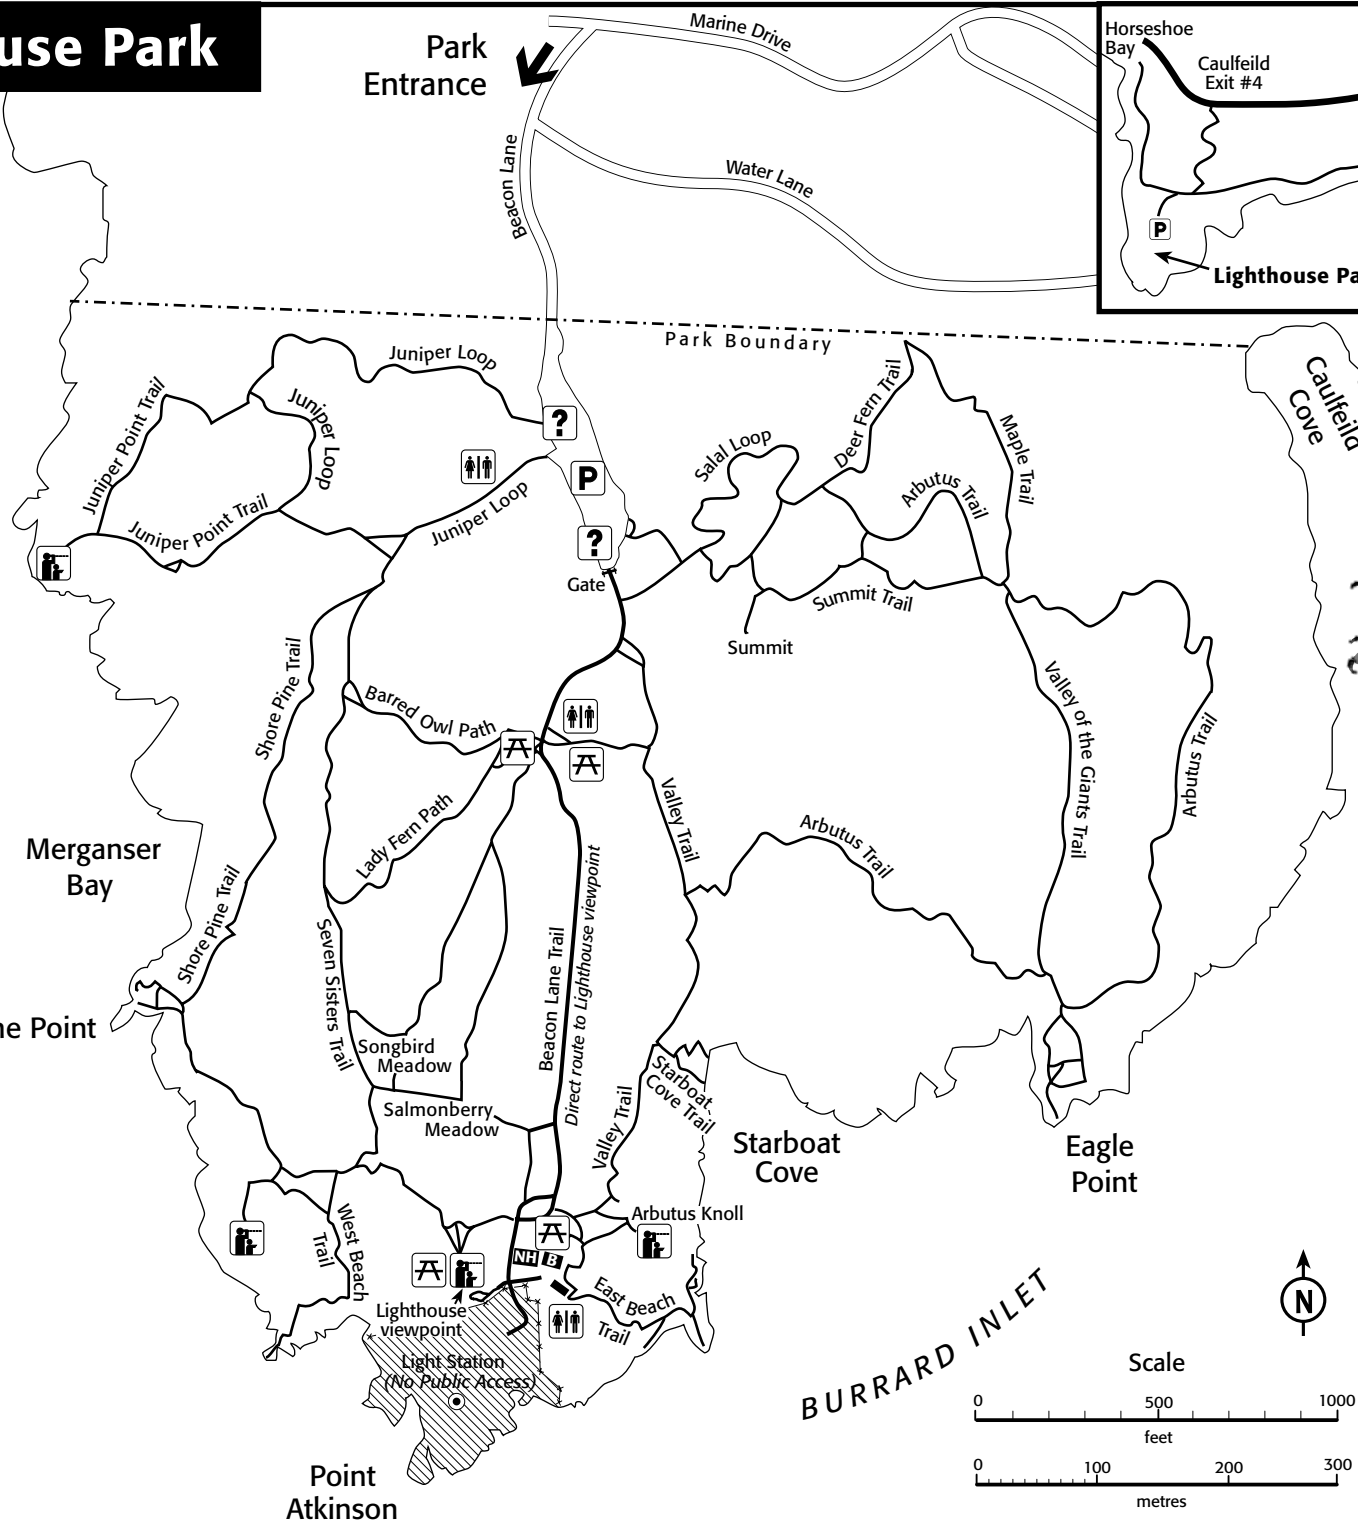 use Park
Park
Entrance
Marine Drive
Water Lane
Beacon Lane
Horseshoe
Bay
Caulfeild
Exit #4
P
Lighthouse Pa
Park Boundary
Caulfeild
Cove
Juniper Loop
Juniper Point Trail
Juniper Loop
Juniper Point Trail
Juniper Loop
?
P
?
Gate
Salal Loop
Deer Fern Trail
Maple Trail
Arbutus Trail
Summit Trail
Summit
Shore Pine Trail
Barred Owl Path
Lady Fern Path
Valley Trail
Arbutus Trail
Valley of the Giants Trail
Arbutus Trail
Merganser
Bay
Shore Pine Trail
Seven Sisters Trail
Beacon Lane Trail
Direct route to Lighthouse viewpoint
ne Point
Songbird
Meadow
Salmonberry
Meadow
Valley Trail
Starboat
Cove Trail
Starboat
Cove
Eagle
Point
Arbutus Knoll
West Beach
Trail
NH
B
East Beach
Trail
Lighthouse
viewpoint
Light Station
(No Public Access)
Point
Atkinson
BURRARD INLET
N
Scale
0 500 1000
feet
0 100 200 300
metres